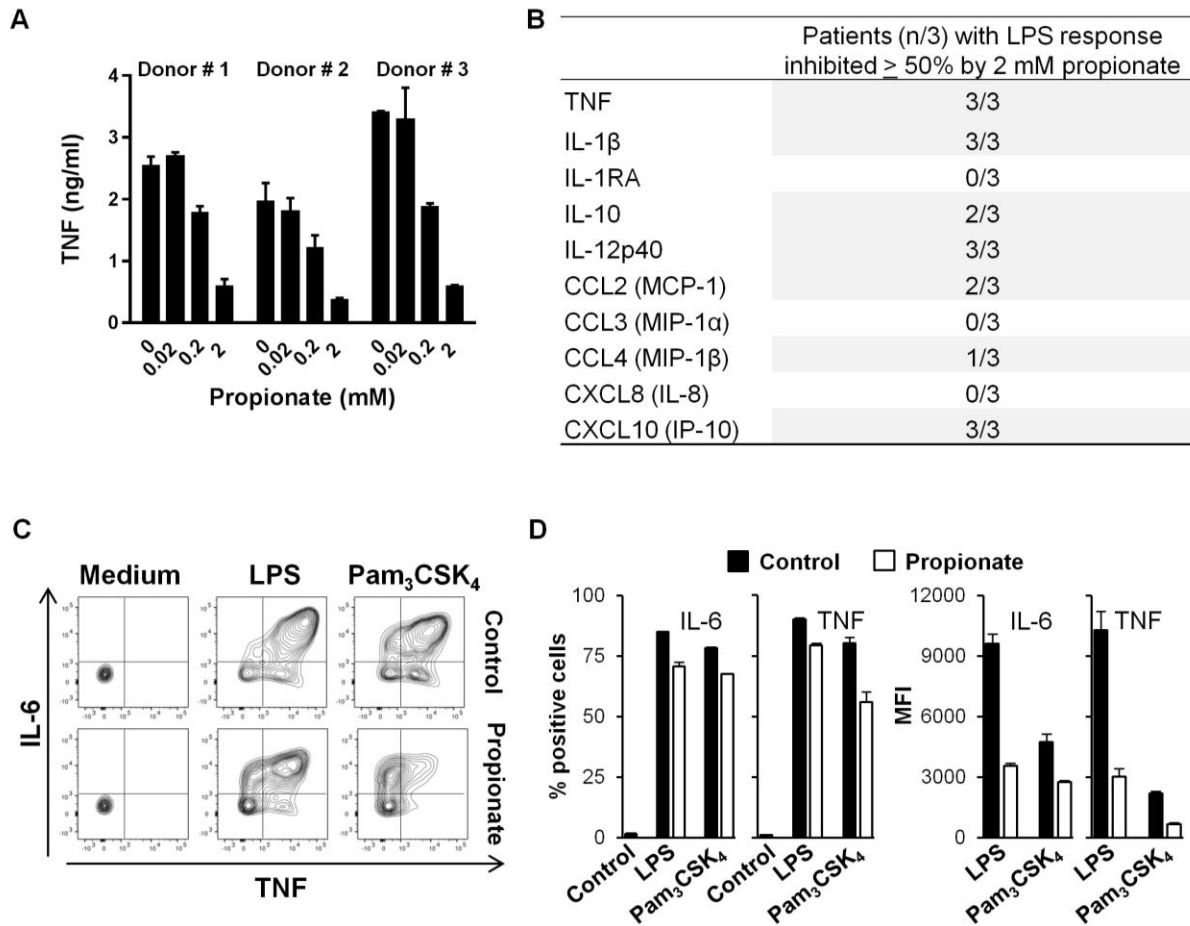 A
Donor # 1 Donor # 2 Donor # 3
TNF (ng/ml)
4
3
2
1
0
0 0.02 0.2 2 0 0.02 0.2 2 0 0.02 0.2 2
Propionate (mM)
B
Patients (n/3) with LPS response
inhibited ≥ 50% by 2 mM propionate
TNF 3/3
IL-1β 3/3
IL-1RA 0/3
IL-10 2/3
IL-12p40 3/3
CCL2 (MCP-1) 2/3
CCL3 (MIP-1α) 0/3
CCL4 (MIP-1β) 1/3
CXCL8 (IL-8) 0/3
CXCL10 (IP-10) 3/3
C
Medium LPS Pam₃CSK₄
Control
Propionate
IL-6
TNF
D
Control Propionate
% positive cells
100
75
50
25
0
IL-6 TNF
Control LPS Pam₃CSK₄ Control LPS Pam₃CSK₄
MFI
12000
9000
6000
3000
0
IL-6 TNF
LPS Pam₃CSK₄ LPS Pam₃CSK₄